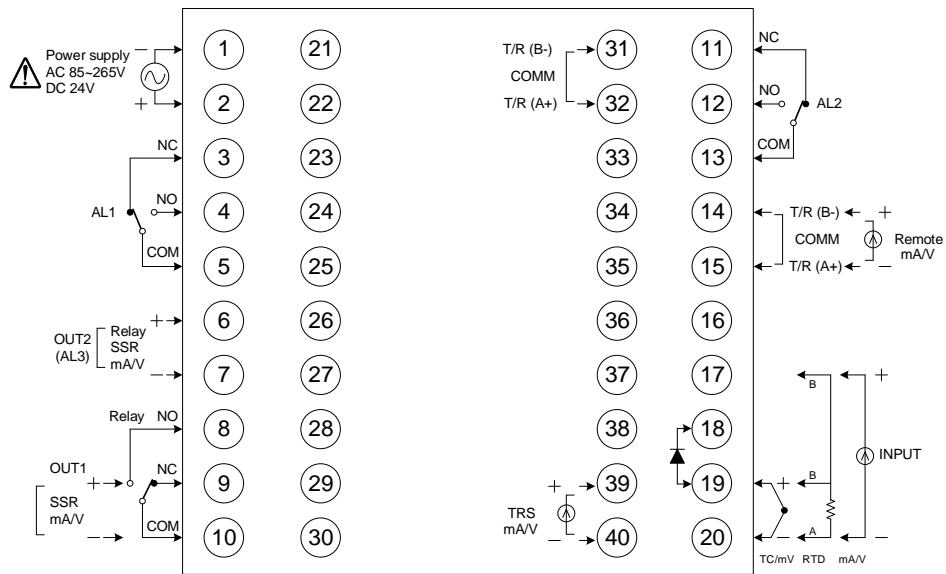 Power supply
AC 85~265V
DC 24V
−
+
1 21
2 22
3 23
4 24
5 25
6 26
7 27
8 28
9 29
10 30
NC
AL1
NO
COM
OUT2
(AL3)
Relay
SSR
mA/V
+
−
Relay NO
OUT1
+
NC
SSR
mA/V
−
COM
T/R (B-)
COMM
T/R (A+)
31 11
32 12
33 13
34 14
35 15
36 16
37 17
38 18
39 19
40 20
TRS
mA/V
+
−
NC
NO
AL2
COM
T/R (B-)
COMM
T/R (A+)
+
Remote
mA/V
−
B
+
INPUT
+
B
−
A
−
TC/mV RTD mA/V